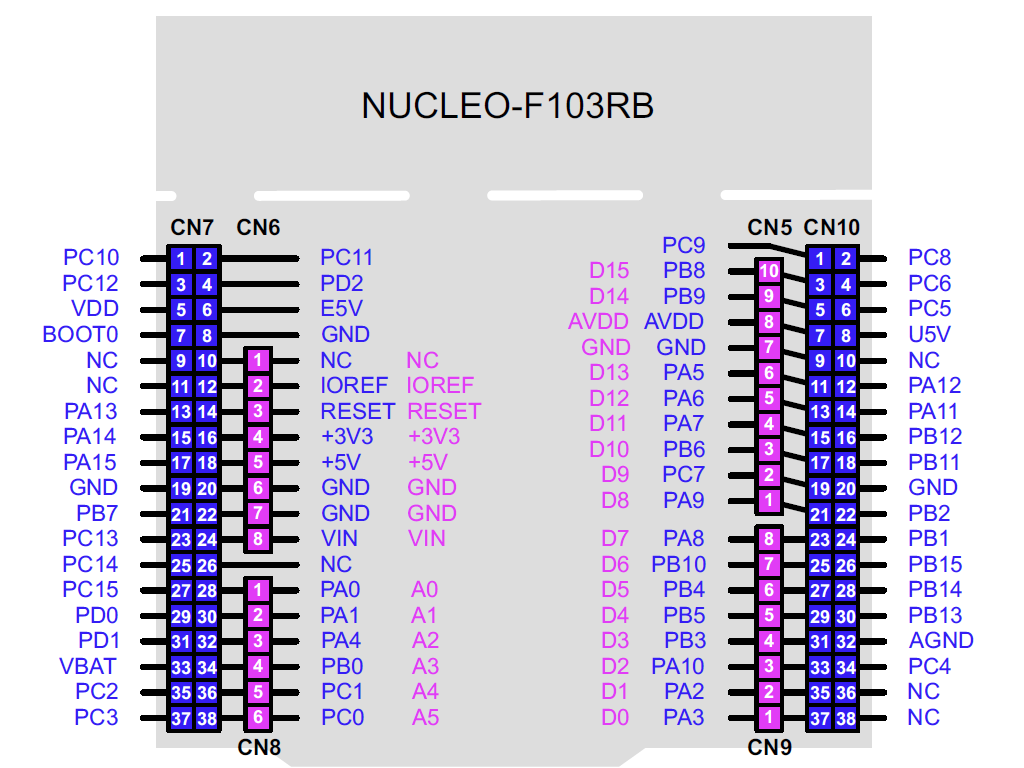 NUCLEO-F103RB
CN7 CN6 CN5 CN10
PC9
PC10 1 2 PC11 1 2 PC8
PC12 3 4 PD2 D15 PB8 10 3 4 PC6
VDD 5 6 E5V D14 PB9 9 5 6 PC5
BOOT0 7 8 GND AVDD AVDD 8 7 8 U5V
NC 9 10 1 NC NC GND GND 7 9 10 NC
NC 11 12 2 IOREF IOREF D13 PA5 6 11 12 PA12
PA13 13 14 3 RESET RESET D12 PA6 5 13 14 PA11
PA14 15 16 4 +3V3 +3V3 D11 PA7 4 15 16 PB12
PA15 17 18 5 +5V +5V D10 PB6 3 17 18 PB11
GND 19 20 6 GND GND D9 PC7 2 19 20 GND
PB7 21 22 7 GND GND D8 PA9 1 21 22 PB2
PC13 23 24 8 VIN VIN D7 PA8 8 23 24 PB1
PC14 25 26 NC D6 PB10 7 25 26 PB15
PC15 27 28 1 PA0 A0 D5 PB4 6 27 28 PB14
PD0 29 30 2 PA1 A1 D4 PB5 5 29 30 PB13
PD1 31 32 3 PA4 A2 D3 PB3 4 31 32 AGND
VBAT 33 34 4 PB0 A3 D2 PA10 3 33 34 PC4
PC2 35 36 5 PC1 A4 D1 PA2 2 35 36 NC
PC3 37 38 6 PC0 A5 D0 PA3 1 37 38 NC
CN8 CN9